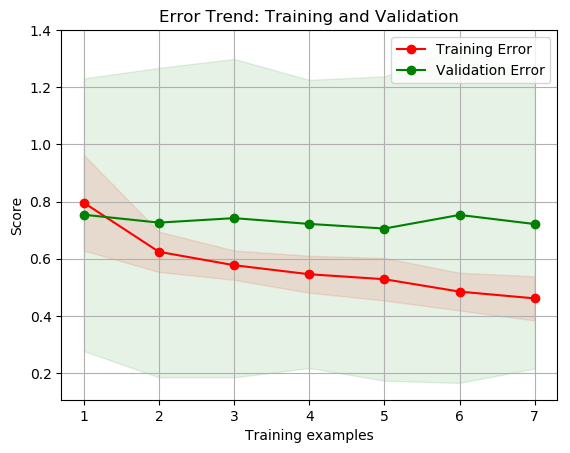 Error Trend: Training and Validation
1.4
1.2
1.0
0.8
0.6
0.4
0.2
Score
Training Error
Validation Error
1 2 3 4 5 6 7
Training examples